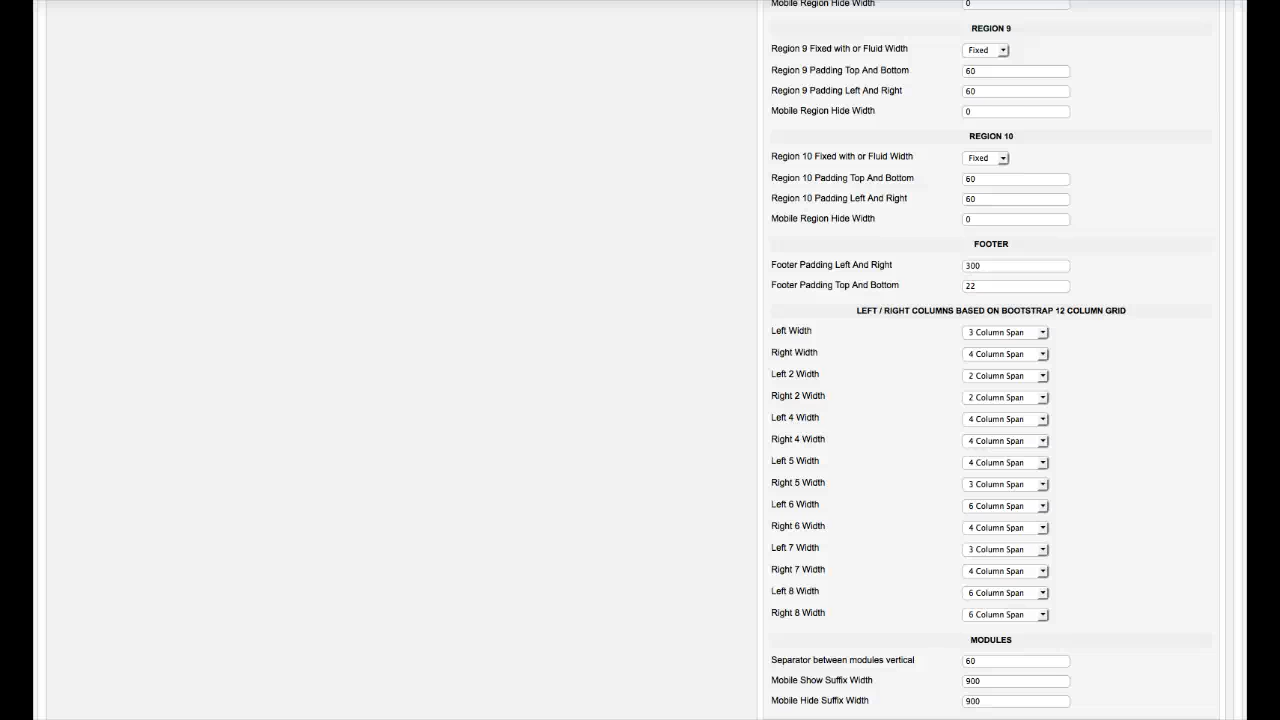 Mobile Region Hide Width 0
REGION 9
Region 9 Fixed with or Fluid Width Fixed
Region 9 Padding Top And Bottom 60
Region 9 Padding Left And Right 60
Mobile Region Hide Width 0
REGION 10
Region 10 Fixed with or Fluid Width Fixed
Region 10 Padding Top And Bottom 60
Region 10 Padding Left And Right 60
Mobile Region Hide Width 0
FOOTER
Footer Padding Left And Right 300
Footer Padding Top And Bottom 22
LEFT / RIGHT COLUMNS BASED ON BOOTSTRAP 12 COLUMN GRID
Left Width 3 Column Span
Right Width 4 Column Span
Left 2 Width 2 Column Span
Right 2 Width 2 Column Span
Left 4 Width 4 Column Span
Right 4 Width 4 Column Span
Left 5 Width 4 Column Span
Right 5 Width 3 Column Span
Left 6 Width 6 Column Span
Right 6 Width 4 Column Span
Left 7 Width 3 Column Span
Right 7 Width 4 Column Span
Left 8 Width 6 Column Span
Right 8 Width 6 Column Span
MODULES
Separator between modules vertical 60
Mobile Show Suffix Width 900
Mobile Hide Suffix Width 900